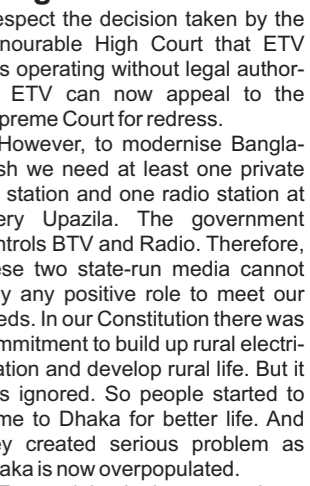 espect the decision taken by the
nourable High Court that ETV
s operating without legal author-
ETV can now appeal to the
preme Court for redress.
However, to modernise Bangla-
sh we need at least one private
station and one radio station at
ery Upazila. The government
ntrols BTV and Radio. Therefore,
ese two state-run media cannot
y any positive role to meet our
eds. In our Constitution there was
mmitment to build up rural electri-
ation and develop rural life. But it
s ignored. So people started to
me to Dhaka for better life. And
ey created serious problem as
aka is now overpopulated.